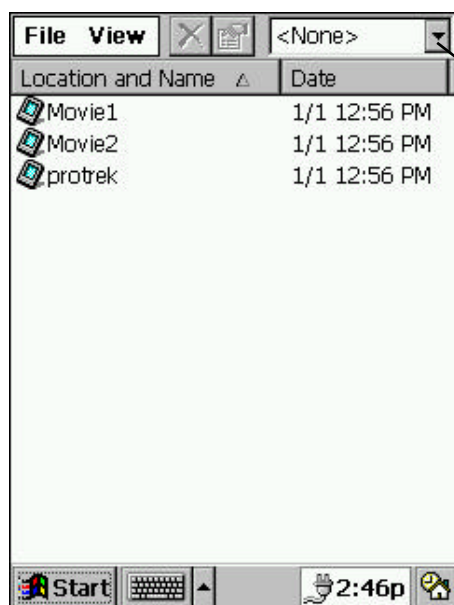 File View <None>
Location and Name Date
Movie1 1/1 12:56 PM
Movie2 1/1 12:56 PM
protrek 1/1 12:56 PM
Start 2:46p